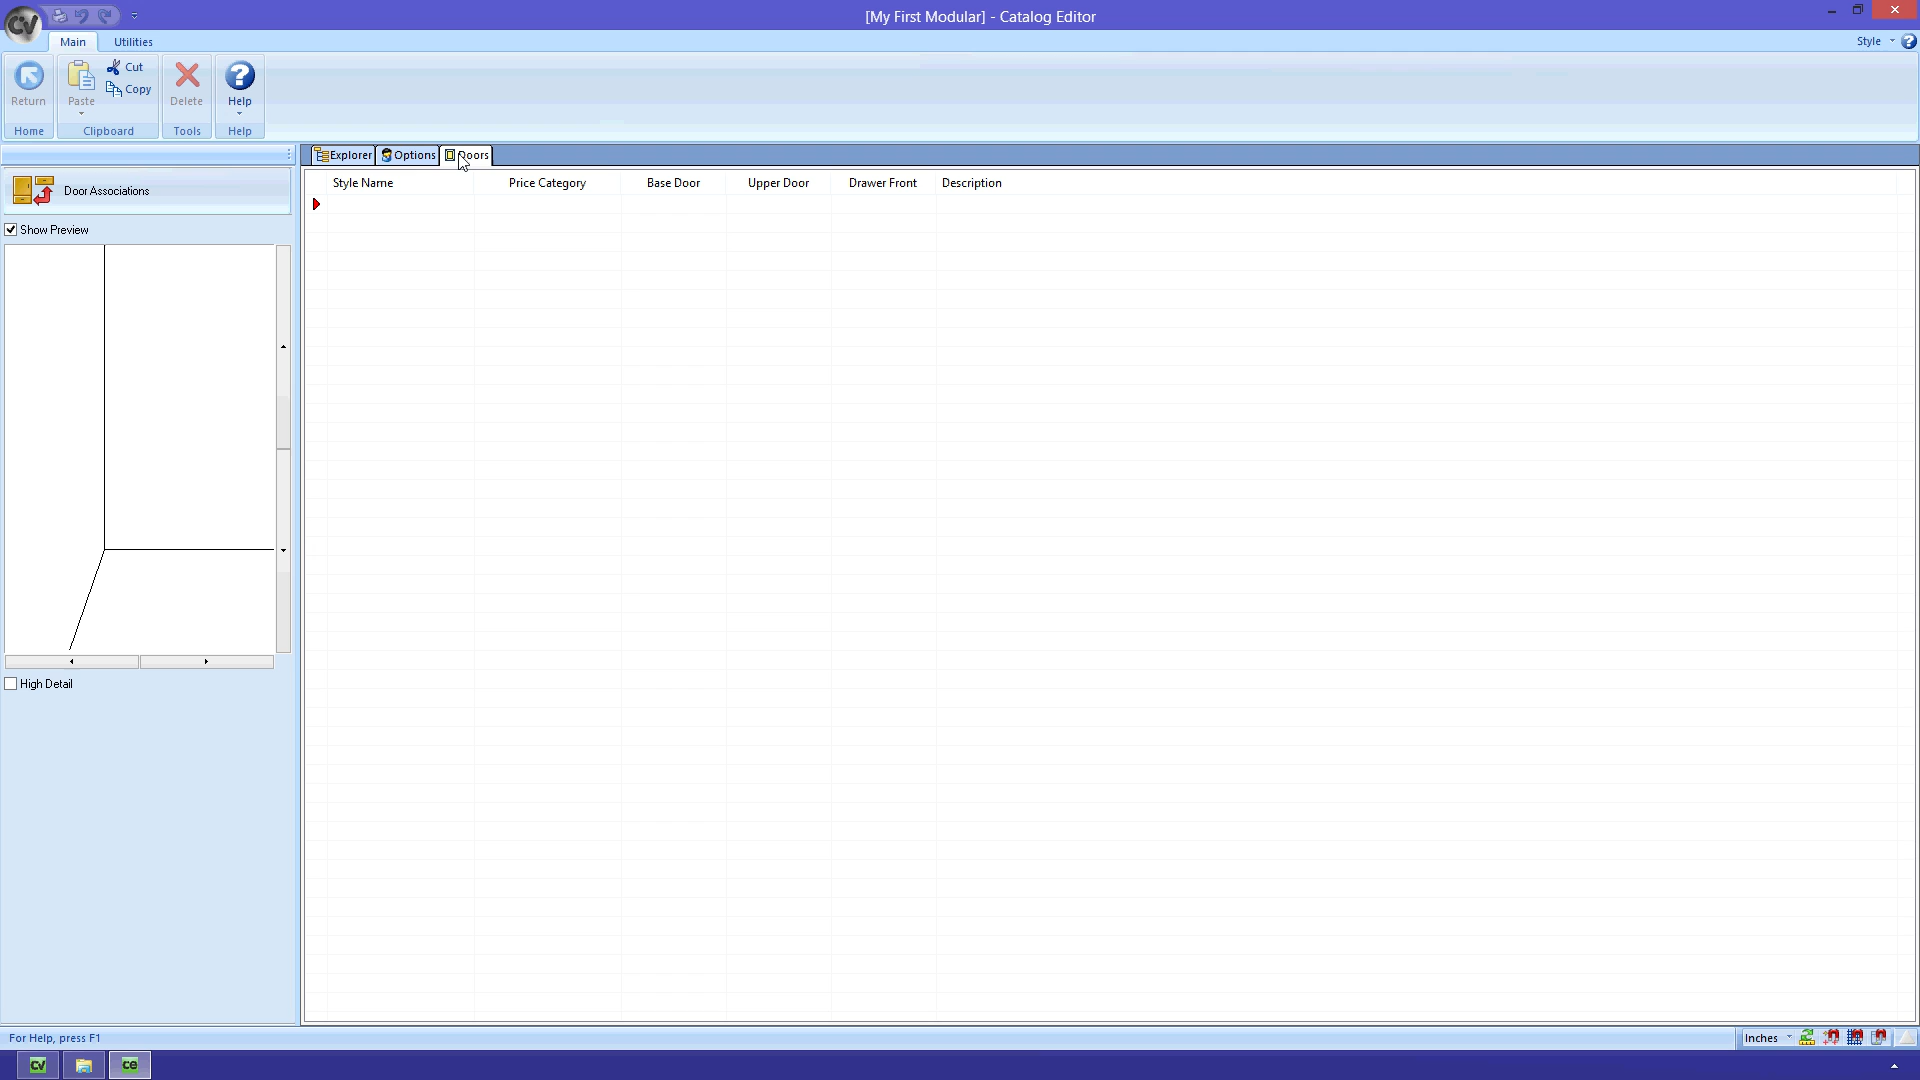 [My First Modular] - Catalog Editor
Main
Utilities
Style
Return
Paste
Cut
Copy
Delete
Help
Home
Clipboard
Tools
Help
Explorer
Options
Doors
Door Associations
Style Name
Price Category
Base Door
Upper Door
Drawer Front
Description
Show Preview
High Detail
For Help, press F1
Inches
CV
ce